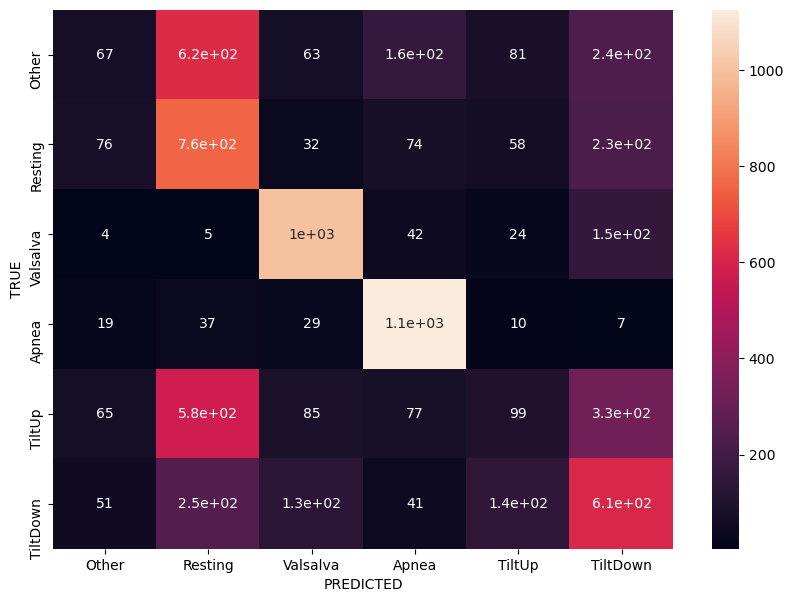 Other 67 6.2e+02 63 1.6e+02 81 2.4e+02
Resting 76 7.6e+02 32 74 58 2.3e+02
Valsalva 4 5 1e+03 42 24 1.5e+02
Apnea 19 37 29 1.1e+03 10 7
TiltUp 65 5.8e+02 85 77 99 3.3e+02
TiltDown 51 2.5e+02 1.3e+02 41 1.4e+02 6.1e+02
TRUE
Other Resting Valsalva Apnea TiltUp TiltDown
PREDICTED
1000
800
600
400
200